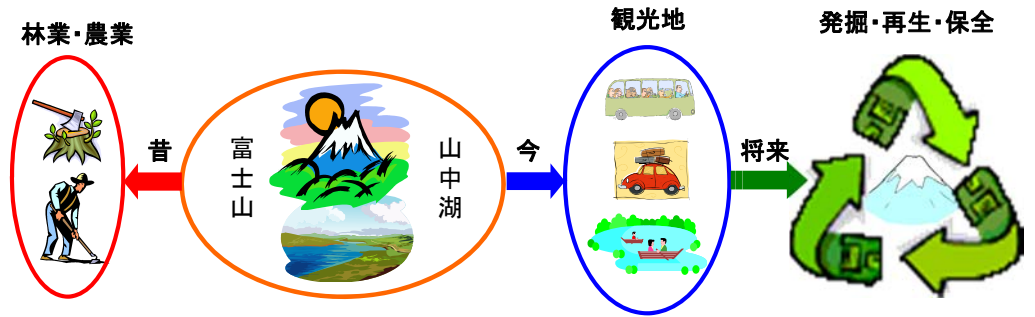 林業・農業
昔
富士山
山中湖
今
観光地
将来
発掘・再生・保全